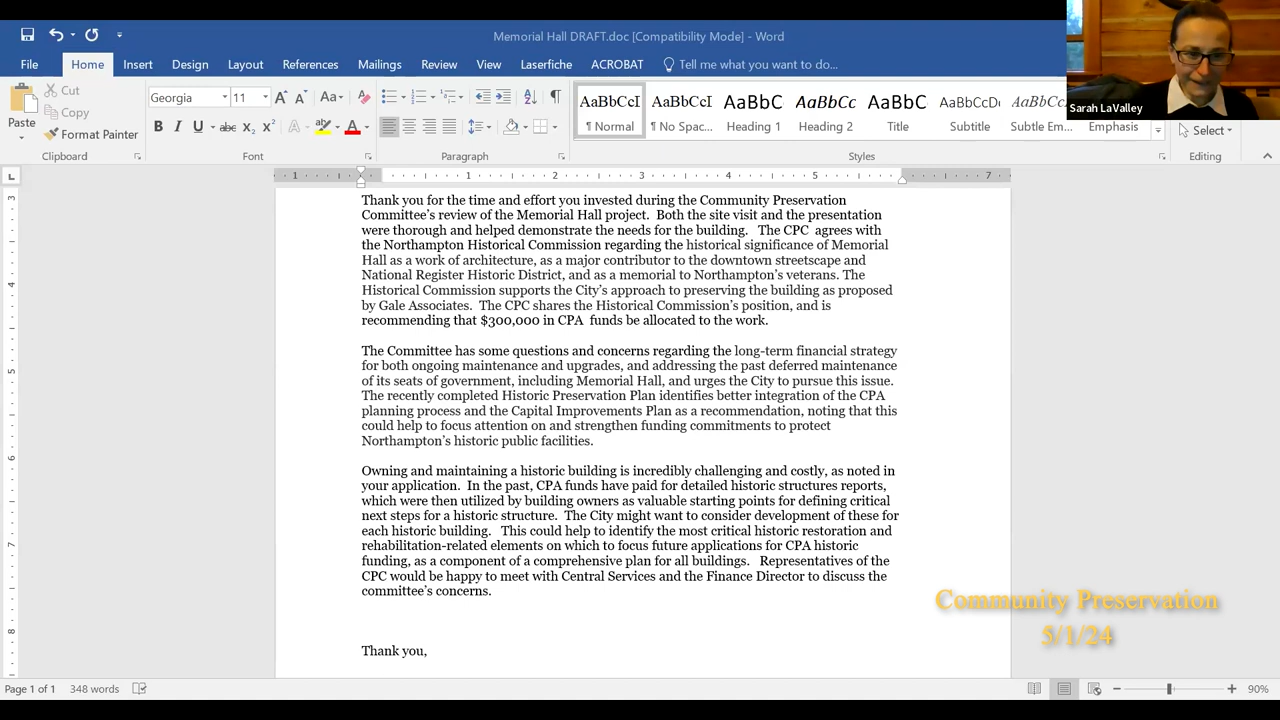 Memorial Hall DRAFT.doc [Compatibility Mode] - Word
File Home Insert Design Layout References Mailings Review View Laserfiche ACROBAT Tell me what you want to do...
Sarah LaValley
Paste
Cut
Copy
Format Painter
Clipboard
Georgia 11
Font
Paragraph
AaBbCcI AaBbCcI AaBbC AaBbCc AaBbC AaBbCcDc AaBbCc
¶ Normal ¶ No Spac... Heading 1 Heading 2 Title Subtitle Subtle Em... Emphasis
Styles
Select
Editing
1 1 2 3 4 5 7
Thank you for the time and effort you invested during the Community Preservation
Committee's review of the Memorial Hall project. Both the site visit and the presentation
were thorough and helped demonstrate the needs for the building. The CPC agrees with
the Northampton Historical Commission regarding the historical significance of Memorial
Hall as a work of architecture, as a major contributor to the downtown streetscape and
National Register Historic District, and as a memorial to Northampton's veterans. The
Historical Commission supports the City's approach to preserving the building as proposed
by Gale Associates. The CPC shares the Historical Commission's position, and is
recommending that $300,000 in CPA funds be allocated to the work.
The Committee has some questions and concerns regarding the long-term financial strategy
for both ongoing maintenance and upgrades, and addressing the past deferred maintenance
of its seats of government, including Memorial Hall, and urges the City to pursue this issue.
The recently completed Historic Preservation Plan identifies better integration of the CPA
planning process and the Capital Improvements Plan as a recommendation, noting that this
could help to focus attention on and strengthen funding commitments to protect
Northampton's historic public facilities.
Owning and maintaining a historic building is incredibly challenging and costly, as noted in
your application. In the past, CPA funds have paid for detailed historic structures reports,
which were then utilized by building owners as valuable starting points for defining critical
next steps for a historic structure. The City might want to consider development of these for
each historic building. This could help to identify the most critical historic restoration and
rehabilitation-related elements on which to focus future applications for CPA historic
funding, as a component of a comprehensive plan for all buildings. Representatives of the
CPC would be happy to meet with Central Services and the Finance Director to discuss the
committee's concerns.
Thank you,
Community Preservation
5/1/24
Page 1 of 1 348 words 90%